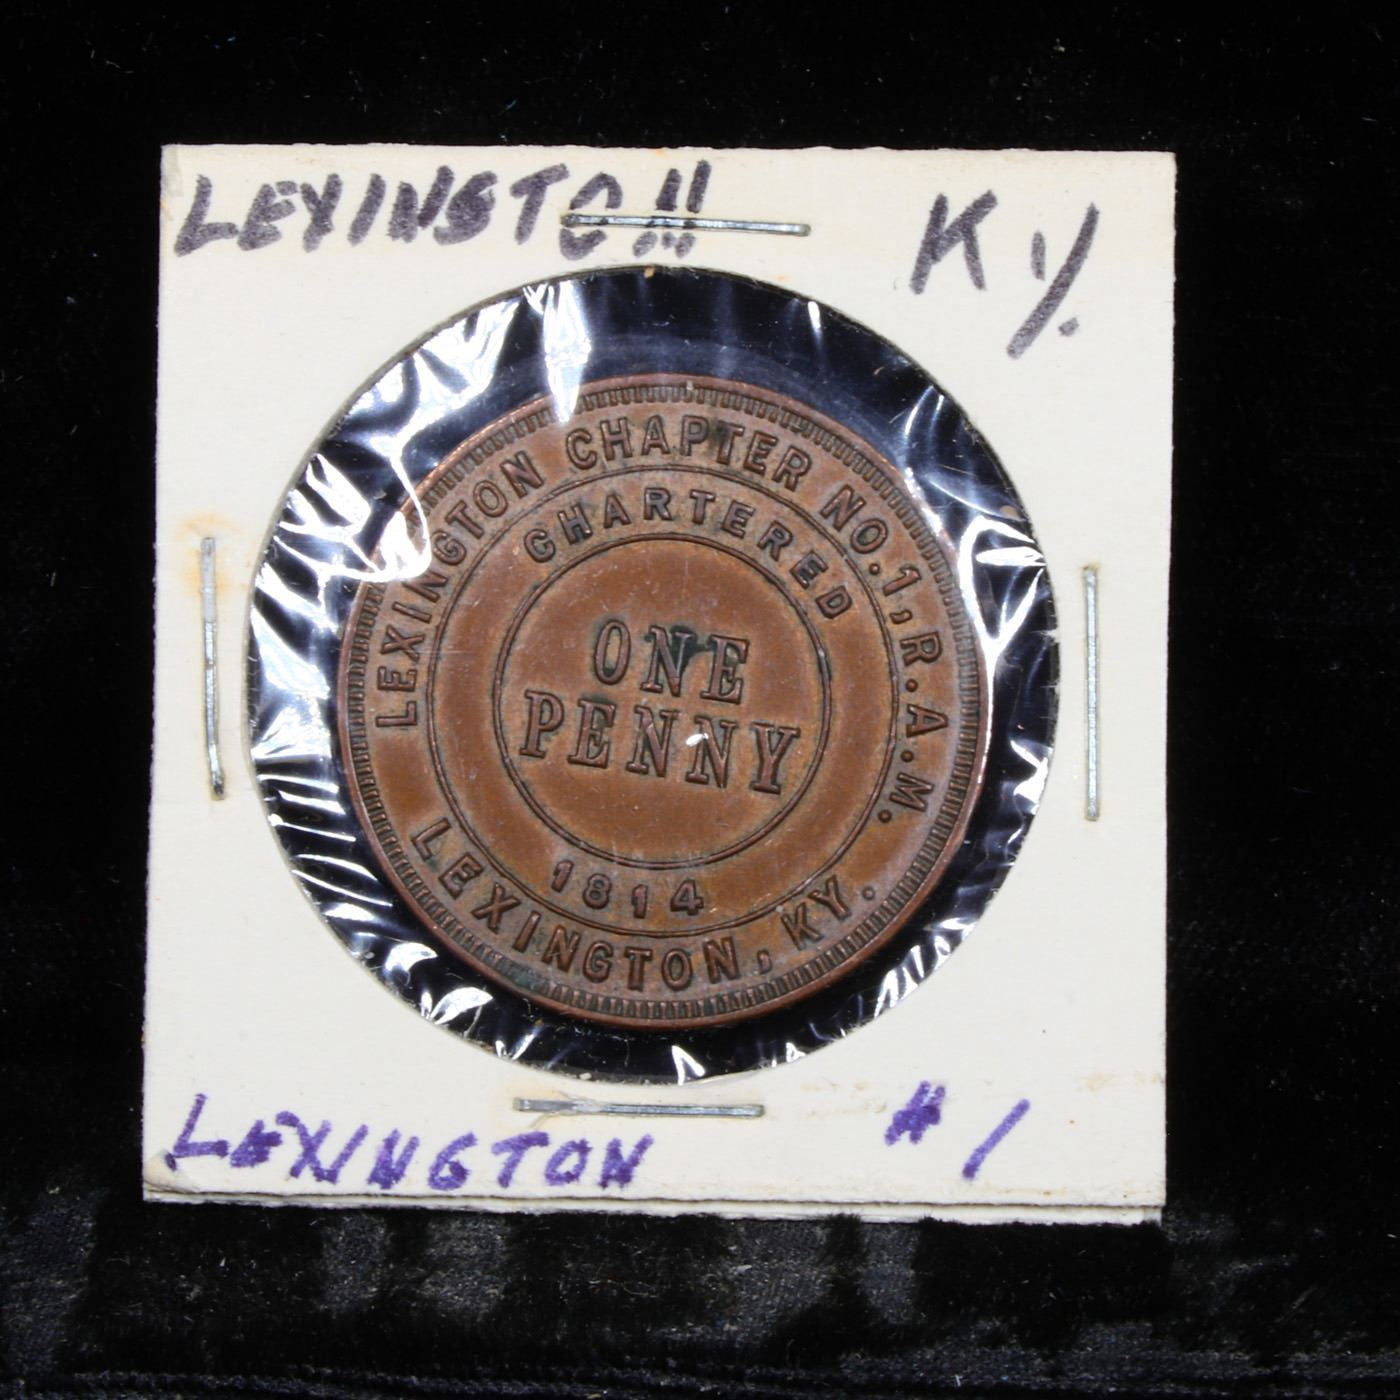 LEXINGTON KY.
LEXINGTON CHAPTER NO. 1, R.A.M.
CHARTERED
ONE
PENNY
1814
LEXINGTON, KY.
LEXINGTON #1